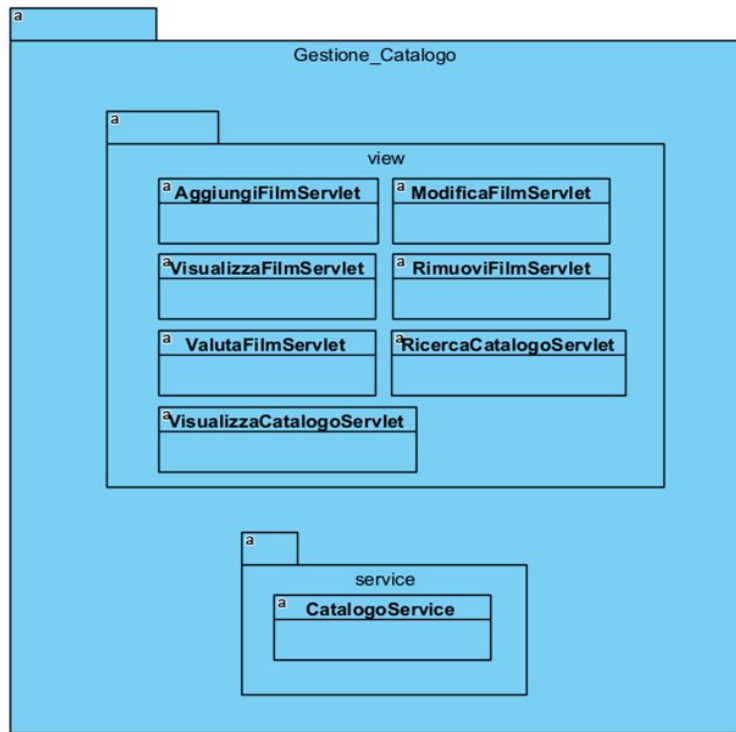 a
Gestione_Catalogo
a
view
a AggiungiFilmServlet
a ModificaFilmServlet
a VisualizzaFilmServlet
a RimuoviFilmServlet
a ValutaFilmServlet
a RicercaCatalogoServlet
a VisualizzaCatalogoServlet
a
service
a CatalogoService